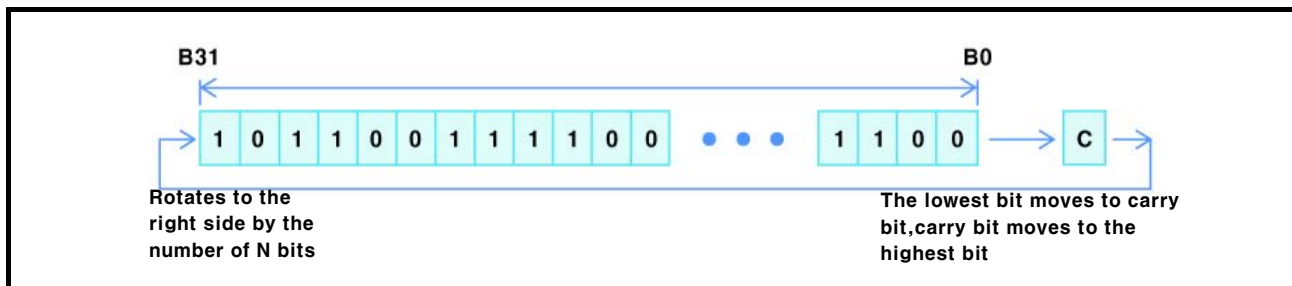 B31 B0
1 0 1 1 0 0 1 1 1 1 0 0 1 1 0 0 C
Rotates to the
right side by the
number of N bits
The lowest bit moves to carry
bit,carry bit moves to the
highest bit